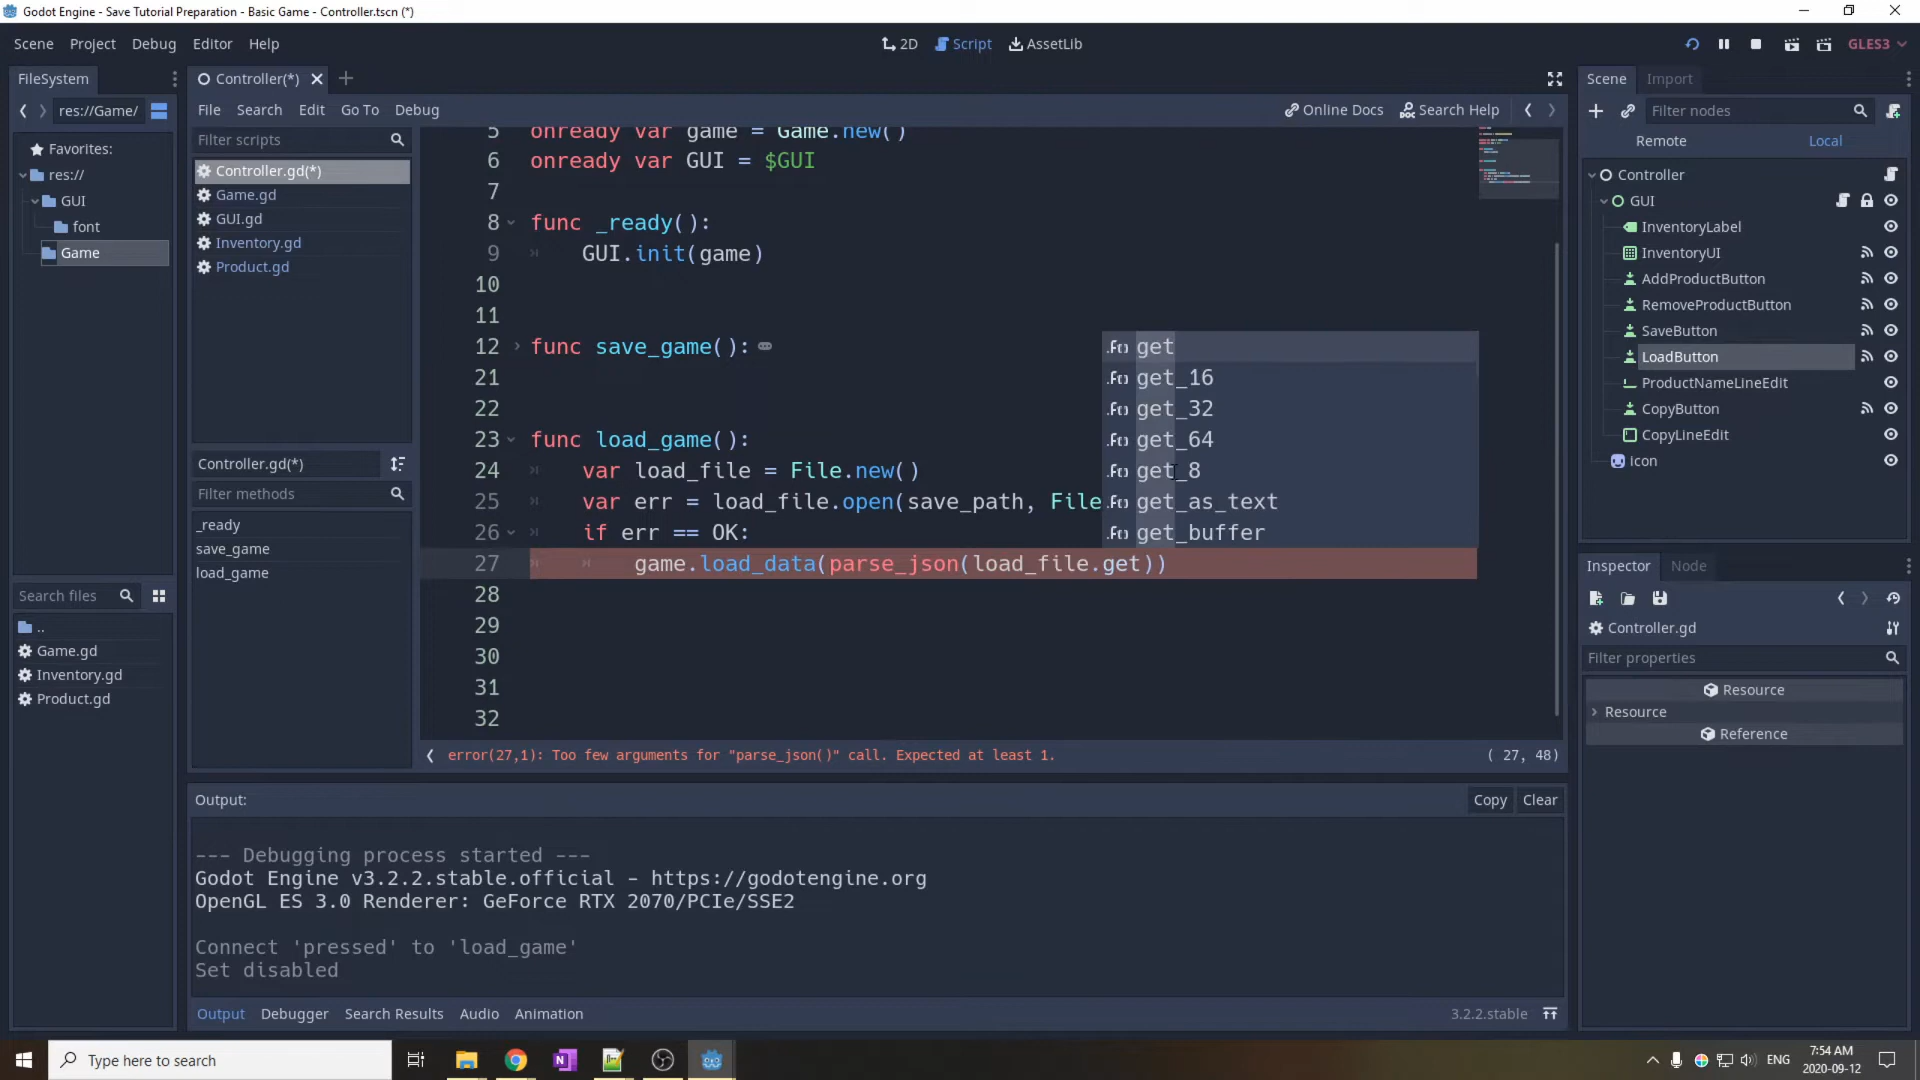 Godot Engine - Save Tutorial Preparation - Basic Game - Controller.tscn (*)
Scene Project Debug Editor Help
2D Script AssetLib
GLES3
FileSystem
res://Game/
Favorites:
res://
GUI
font
Game
Search files
..
Game.gd
Inventory.gd
Product.gd
Controller(*)
File Search Edit Go To Debug
Online Docs Search Help
Filter scripts
Controller.gd(*)
Game.gd
GUI.gd
Inventory.gd
Product.gd
Controller.gd(*)
Filter methods
_ready
save_game
load_game
5 onready var game = Game.new()
6 onready var GUI = $GUI
7
8 func _ready():
9 GUI.init(game)
10
11
12 func save_game():
21
22
23 func load_game():
24 var load_file = File.new()
25 var err = load_file.open(save_path, File
26 if err == OK:
27 game.load_data(parse_json(load_file.get))
28
29
30
31
32
get
get_16
get_32
get_64
get_8
get_as_text
get_buffer
error(27,1): Too few arguments for "parse_json()" call. Expected at least 1.
( 27, 48)
Output:
Copy Clear
--- Debugging process started ---
Godot Engine v3.2.2.stable.official - https://godotengine.org
OpenGL ES 3.0 Renderer: GeForce RTX 2070/PCIe/SSE2
Connect 'pressed' to 'load_game'
Set disabled
Output Debugger Search Results Audio Animation
3.2.2.stable
Scene Import
Filter nodes
Remote Local
Controller
GUI
InventoryLabel
InventoryUI
AddProductButton
RemoveProductButton
SaveButton
LoadButton
ProductNameLineEdit
CopyButton
CopyLineEdit
Icon
Inspector Node
Controller.gd
Filter properties
Resource
Resource
Reference
Type here to search
ENG
7:54 AM
2020-09-12